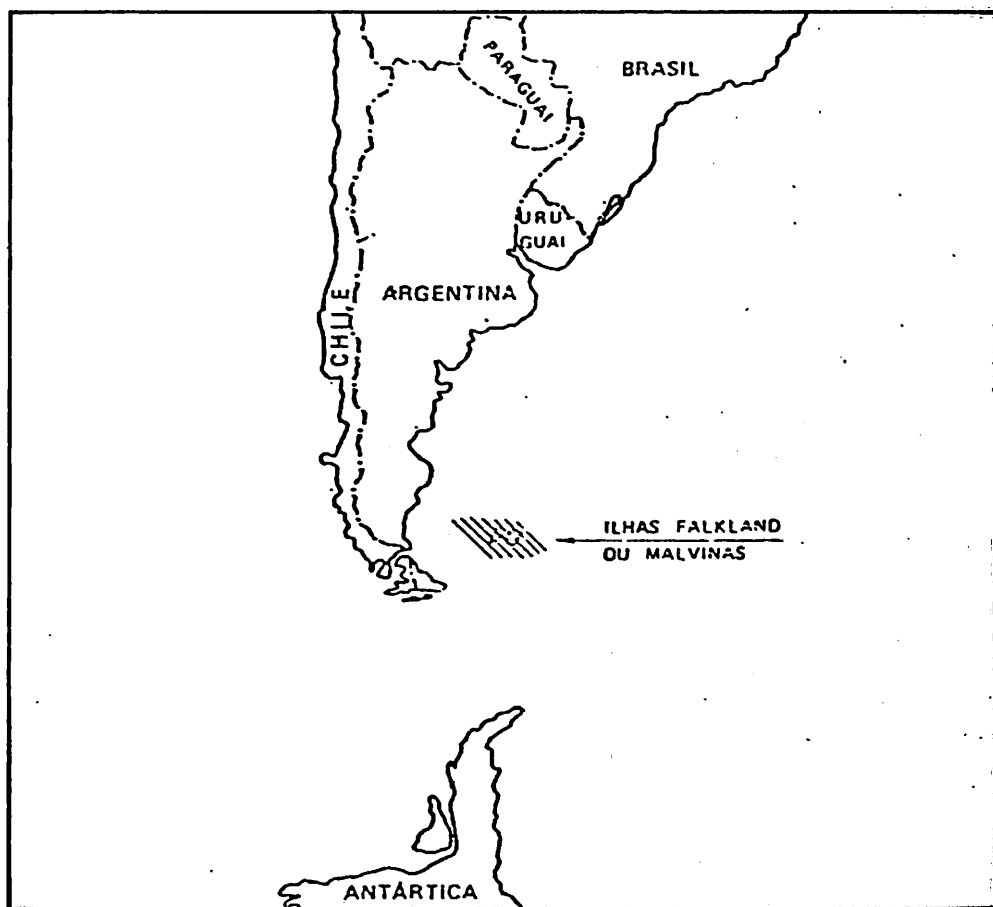 PARAGUAI
BRASIL
URU-
GUAI
ARGENTINA
CHILE
ILHAS FALKLAND
OU MALVINAS
ANTÁRTICA